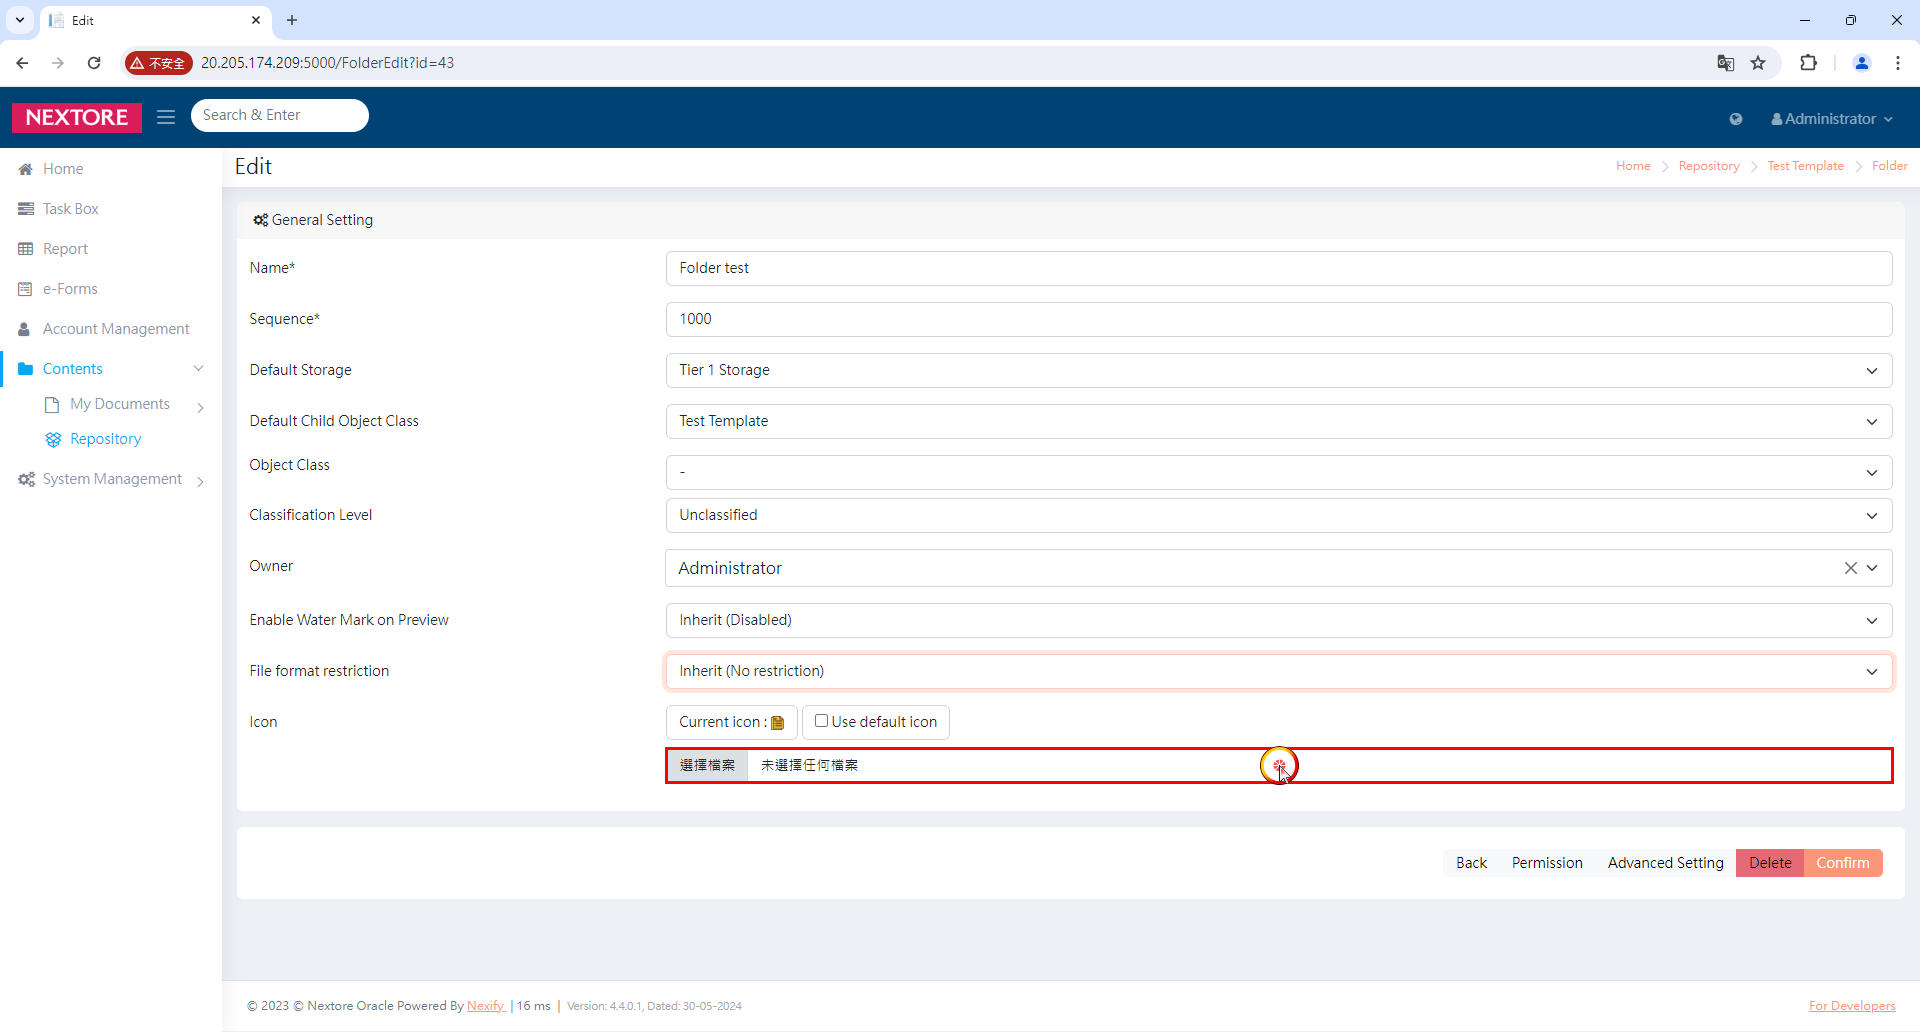 Edit
不安全
20.205.174.209:5000/FolderEdit?id=43
NEXTORE
Search & Enter
Administrator
Home
Task Box
Report
e-Forms
Account Management
Contents
My Documents
Repository
System Management
Edit
Home > Repository > Test Template > Folder
General Setting
Name* Folder test
Sequence* 1000
Default Storage Tier 1 Storage
Default Child Object Class Test Template
Object Class -
Classification Level Unclassified
Owner Administrator
Enable Water Mark on Preview Inherit (Disabled)
File format restriction Inherit (No restriction)
Icon Current icon : Use default icon
選擇檔案 未選擇任何檔案
Back Permission Advanced Setting Delete Confirm
© 2023 © Nextore Oracle Powered By Nexify | 16 ms | Version: 4.4.0.1, Dated: 30-05-2024
For Developers